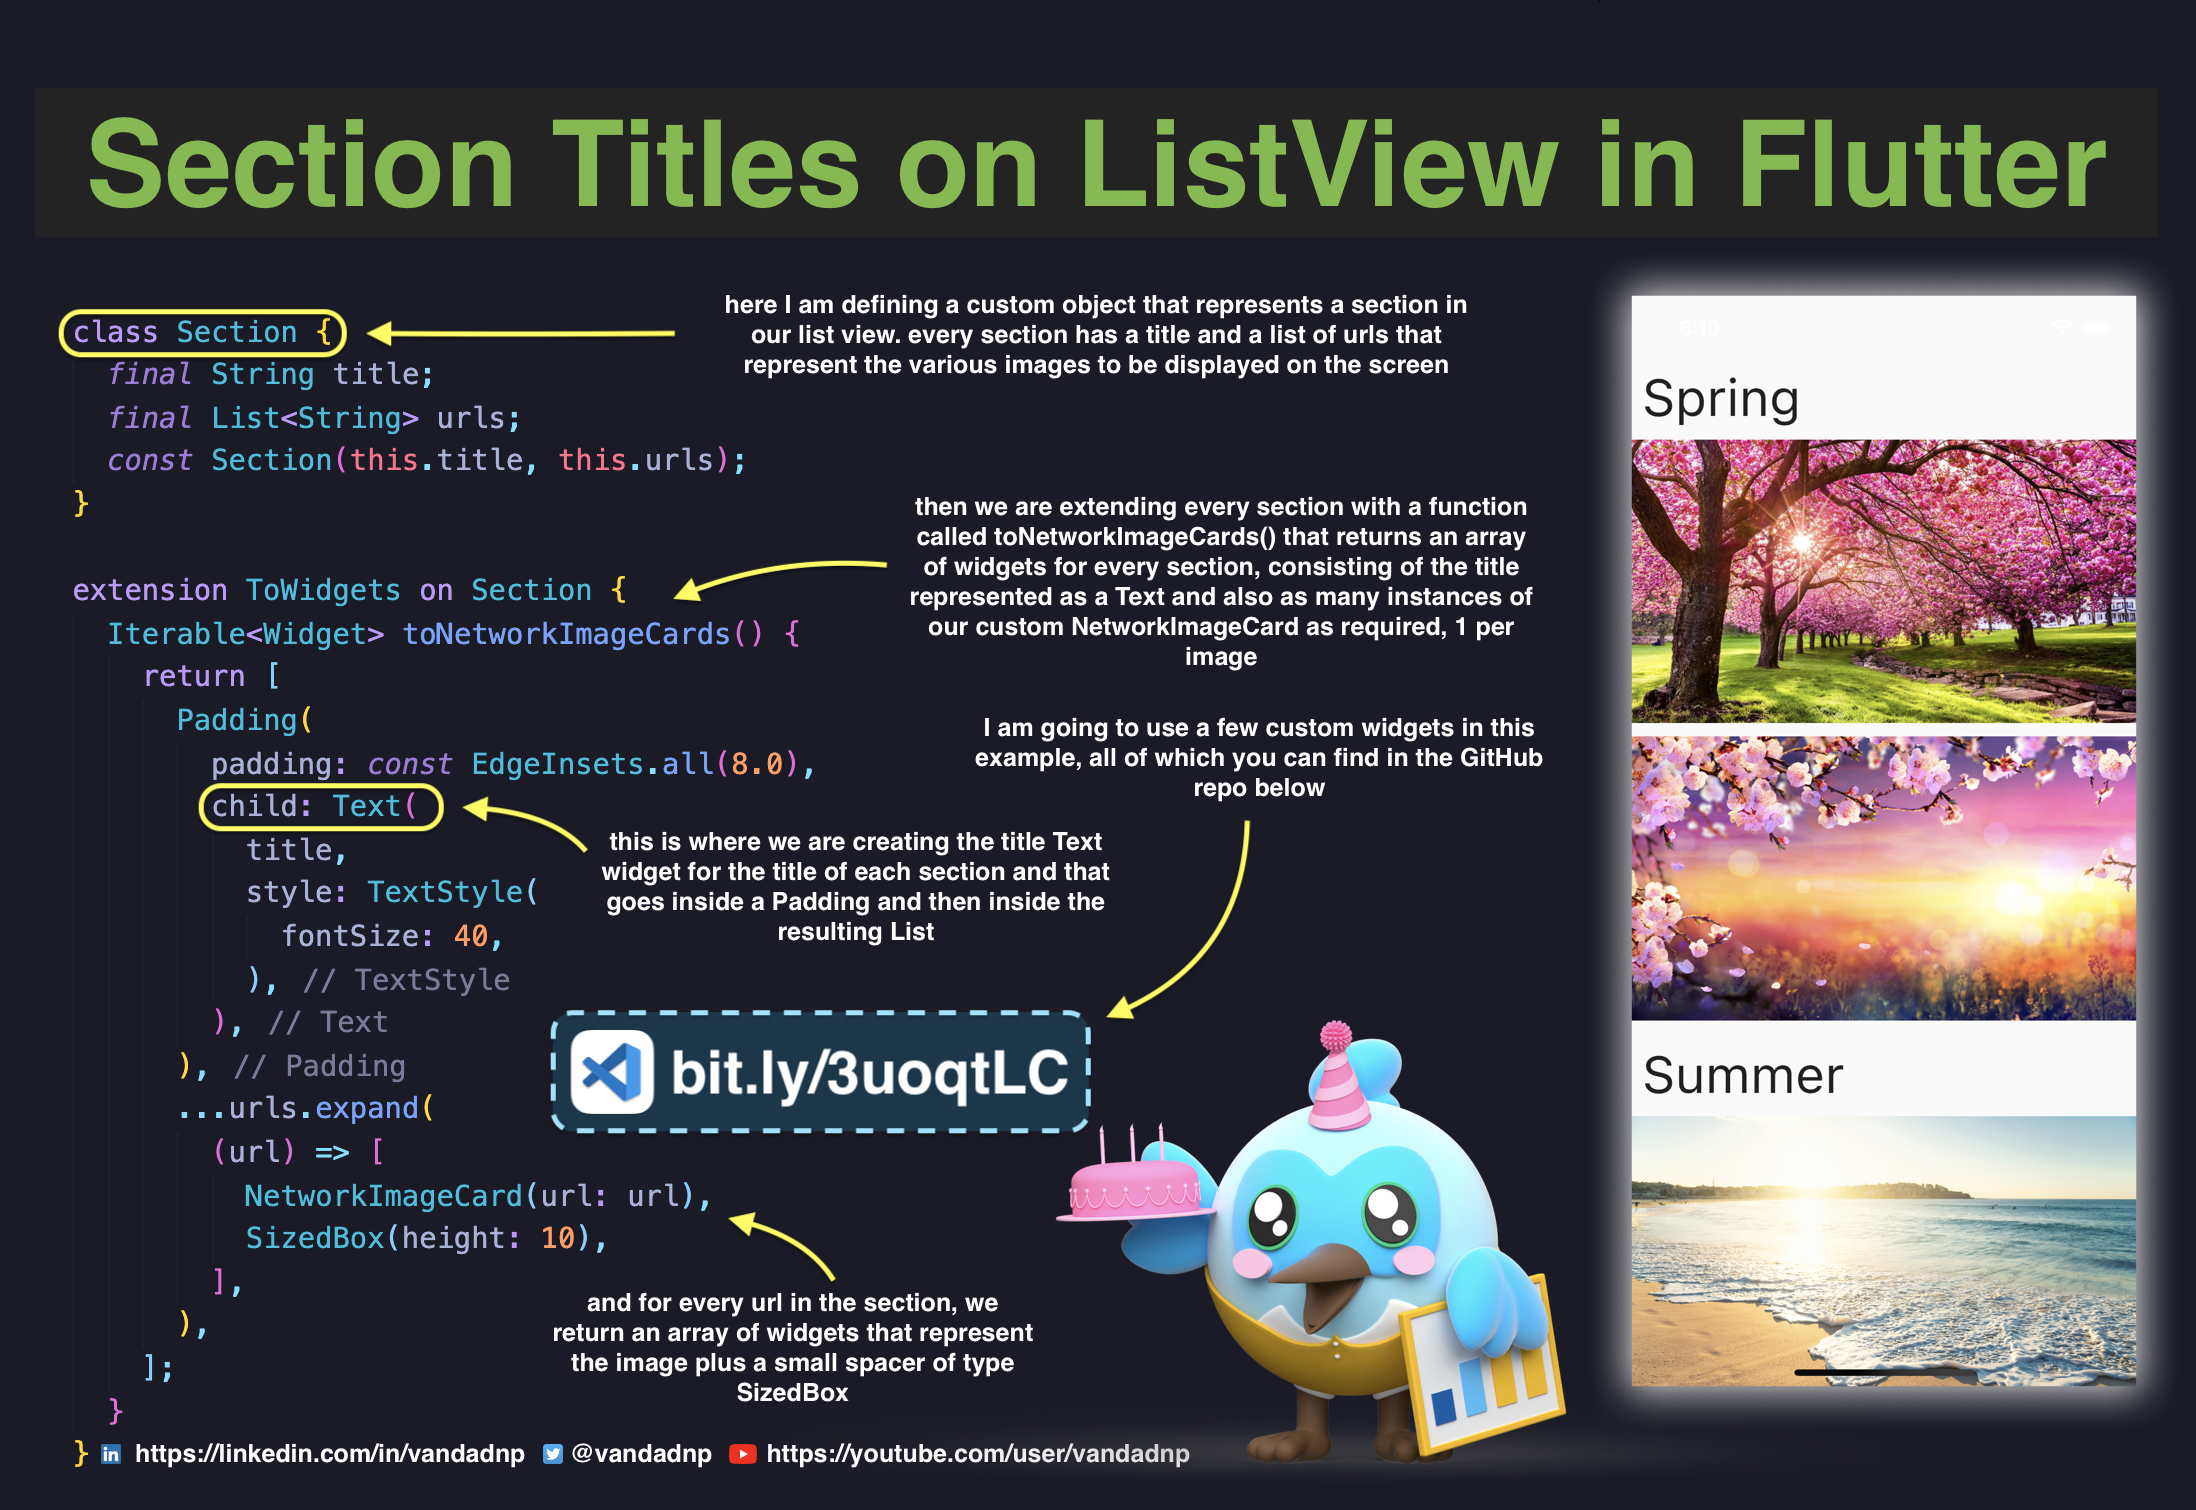 Section Titles on ListView in Flutter
class Section {
final String title;
final List<String> urls;
const Section(this.title, this.urls);
}
here I am defining a custom object that represents a section in
our list view. every section has a title and a list of urls that
represent the various images to be displayed on the screen
extension ToWidgets on Section {
Iterable<Widget> toNetworkImageCards() {
return [
Padding(
padding: const EdgeInsets.all(8.0),
child: Text(
title,
style: TextStyle(
fontSize: 40,
), // TextStyle
), // Text
), // Padding
...urls.expand(
(url) => [
NetworkImageCard(url: url),
SizedBox(height: 10),
],
),
];
}
}
then we are extending every section with a function
called toNetworkImageCards() that returns an array
of widgets for every section, consisting of the title
represented as a Text and also as many instances of
our custom NetworkImageCard as required, 1 per
image
I am going to use a few custom widgets in this
example, all of which you can find in the GitHub
repo below
this is where we are creating the title Text
widget for the title of each section and that
goes inside a Padding and then inside the
resulting List
bit.ly/3uoqtLC
and for every url in the section, we
return an array of widgets that represent
the image plus a small spacer of type
SizedBox
Spring
Summer
https://linkedin.com/in/vandadnp @vandadnp https://youtube.com/user/vandadnp